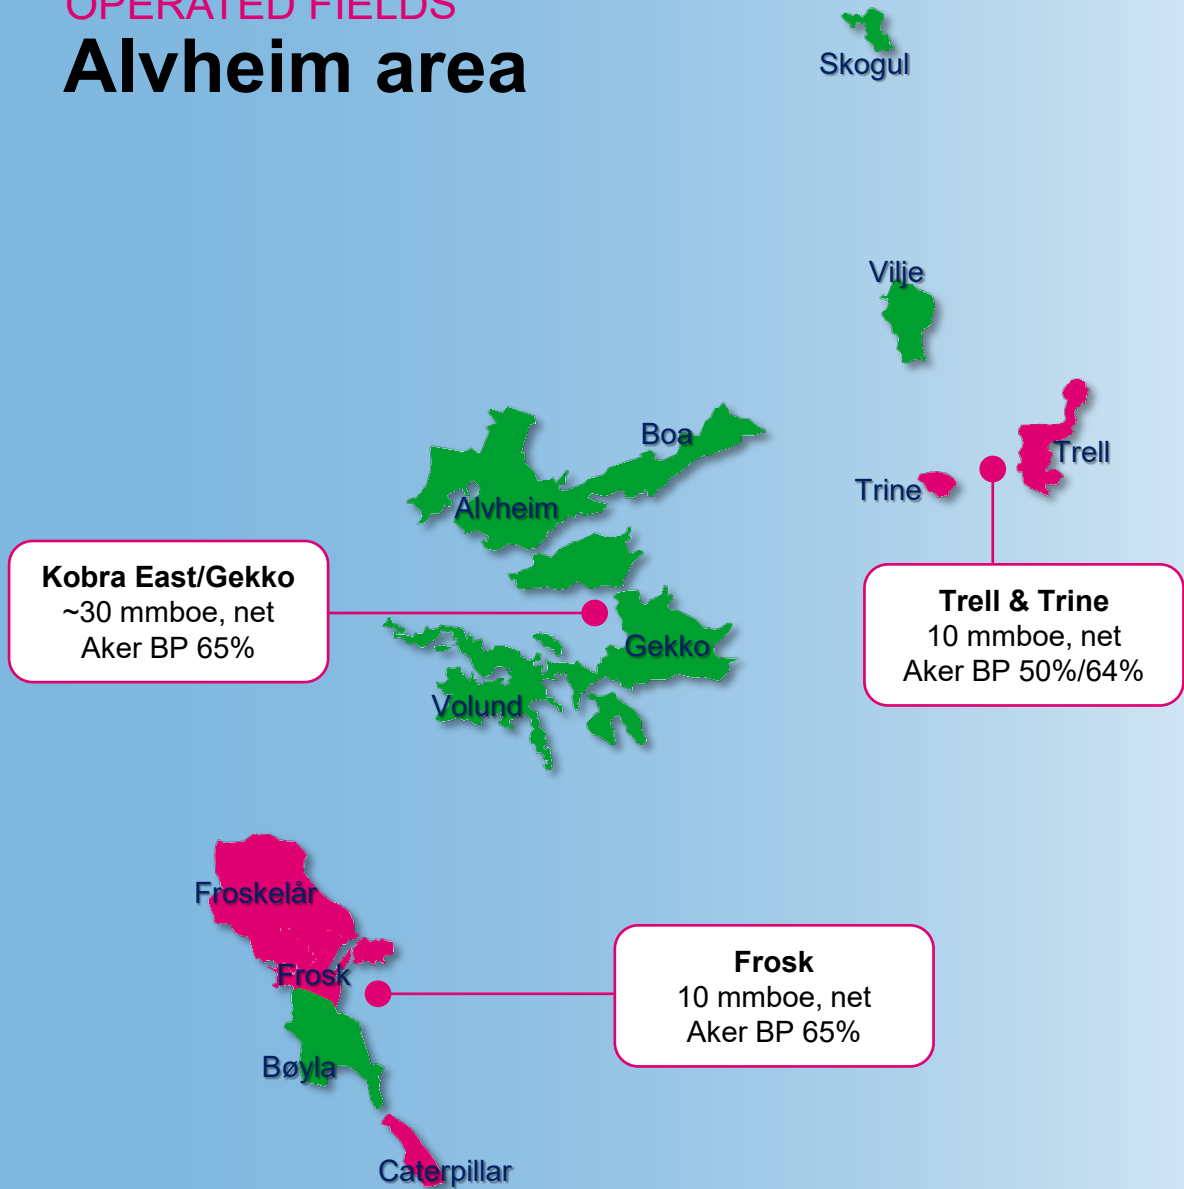 OPERATED FIELDS
Alvheim area
Skogul
Vilje
Boa
Trell
Trine
Alvheim
Kobra East/Gekko
~30 mmboe, net
Aker BP 65%
Trell & Trine
10 mmboe, net
Aker BP 50%/64%
Gekko
Volund
Froskelår
Frosk
Frosk
10 mmboe, net
Aker BP 65%
Bøyla
Caterpillar